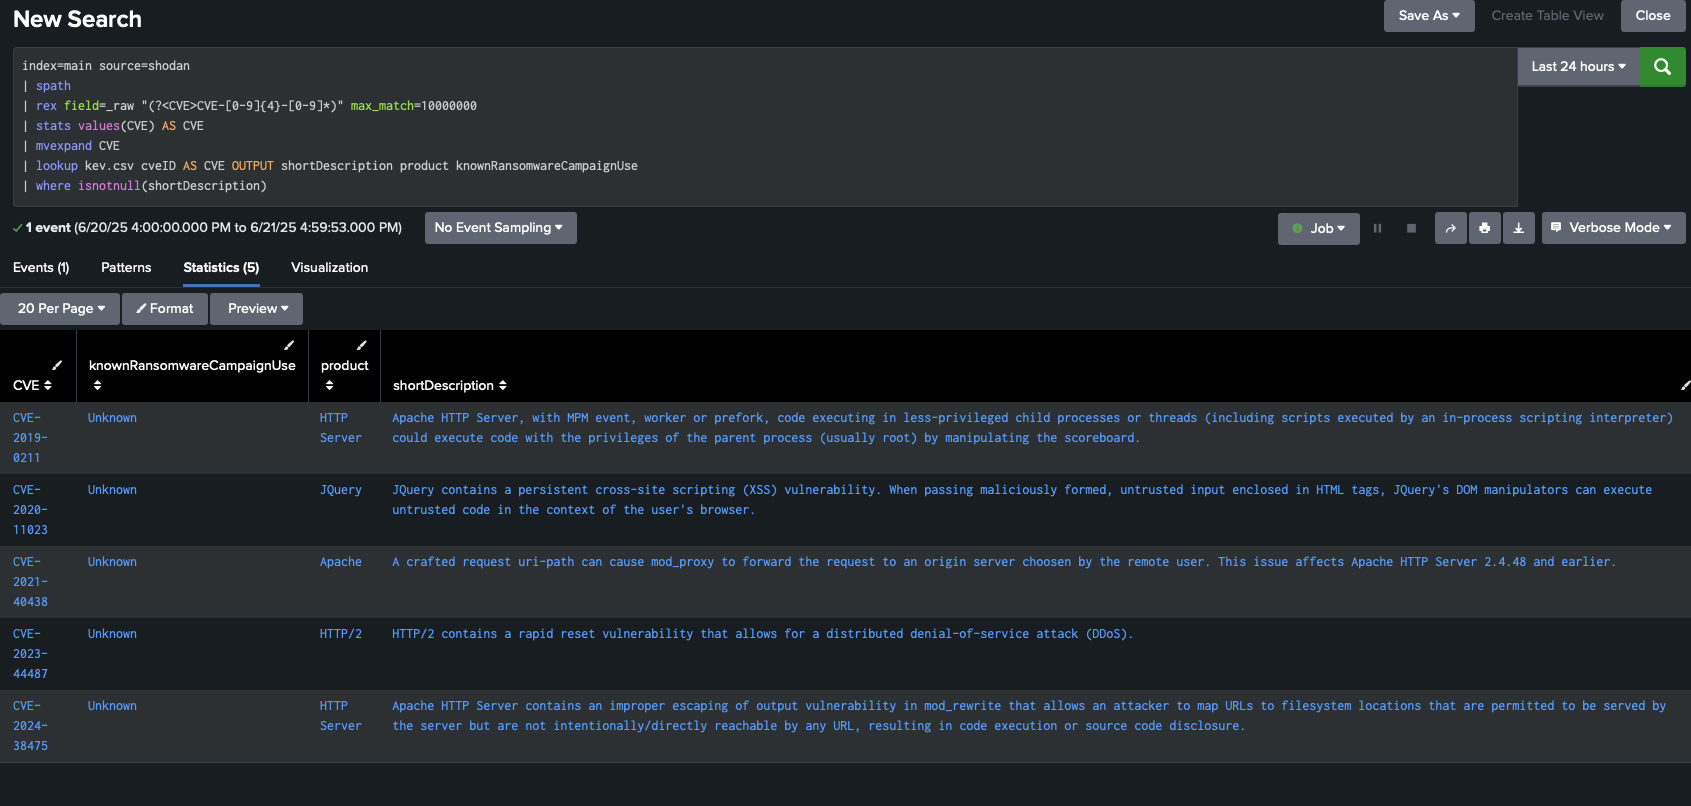 New Search
Save As
Create Table View
Close
index=main source=shodan
| spath
| rex field=_raw "(?<CVE>CVE-[0-9]{4}-[0-9]*)" max_match=10000000
| stats values(CVE) AS CVE
| mvexpand CVE
| lookup kev.csv cveID AS CVE OUTPUT shortDescription product knownRansomwareCampaignUse
| where isnotnull(shortDescription)
Last 24 hours
1 event (6/20/25 4:00:00.000 PM to 6/21/25 4:59:53.000 PM)
No Event Sampling
Job
Verbose Mode
Events (1)
Patterns
Statistics (5)
Visualization
20 Per Page
Format
Preview
CVE
knownRansomwareCampaignUse
product
shortDescription
CVE-
2019-
0211
Unknown
HTTP
Server
Apache HTTP Server, with MPM event, worker or prefork, code executing in less-privileged child processes or threads (including scripts executed by an in-process scripting interpreter)
could execute code with the privileges of the parent process (usually root) by manipulating the scoreboard.
CVE-
2020-
11023
Unknown
JQuery
JQuery contains a persistent cross-site scripting (XSS) vulnerability. When passing maliciously formed, untrusted input enclosed in HTML tags, JQuery's DOM manipulators can execute
untrusted code in the context of the user's browser.
CVE-
2021-
40438
Unknown
Apache
A crafted request uri-path can cause mod_proxy to forward the request to an origin server choosen by the remote user. This issue affects Apache HTTP Server 2.4.48 and earlier.
CVE-
2023-
44487
Unknown
HTTP/2
HTTP/2 contains a rapid reset vulnerability that allows for a distributed denial-of-service attack (DDoS).
CVE-
2024-
38475
Unknown
HTTP
Server
Apache HTTP Server contains an improper escaping of output vulnerability in mod_rewrite that allows an attacker to map URLs to filesystem locations that are permitted to be served by
the server but are not intentionally/directly reachable by any URL, resulting in code execution or source code disclosure.